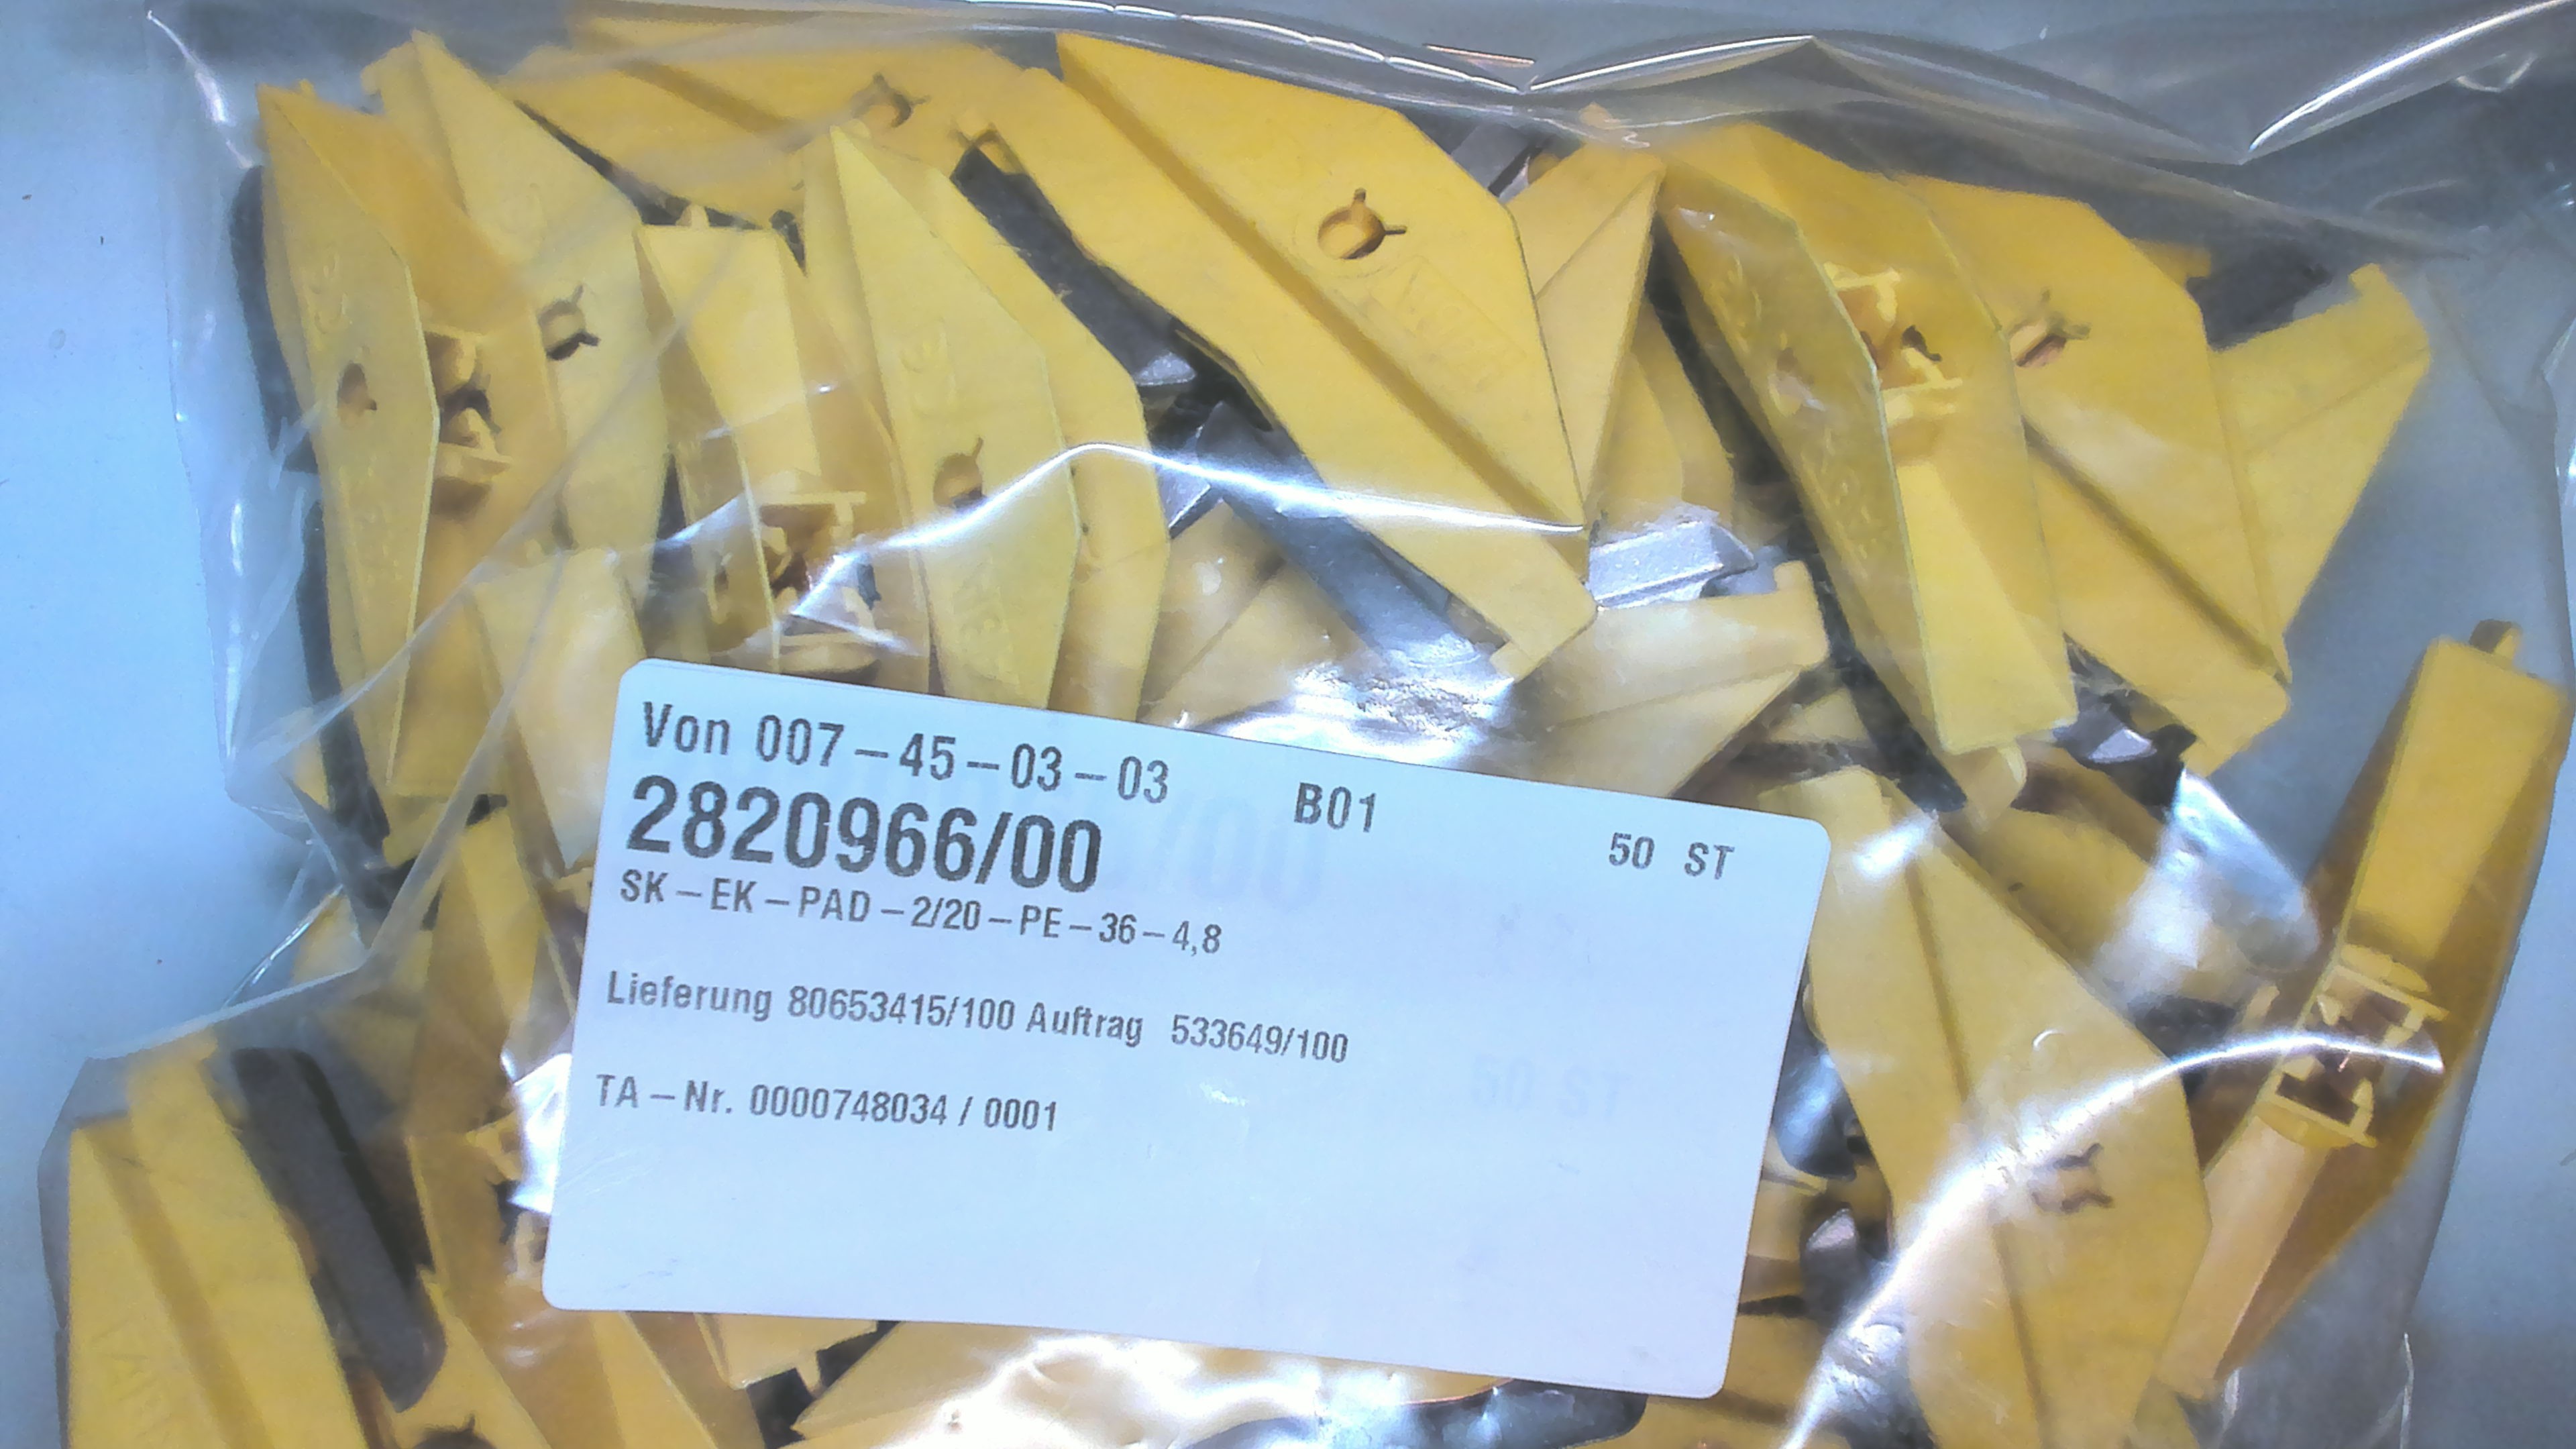 Von 007-45-03-03 B01 50 ST
2820966/00
SK-EK-PAD-2/20-PE-36-4,8
Lieferung 80653415/100 Auftrag 533649/100
TA-Nr. 0000748034 / 0001